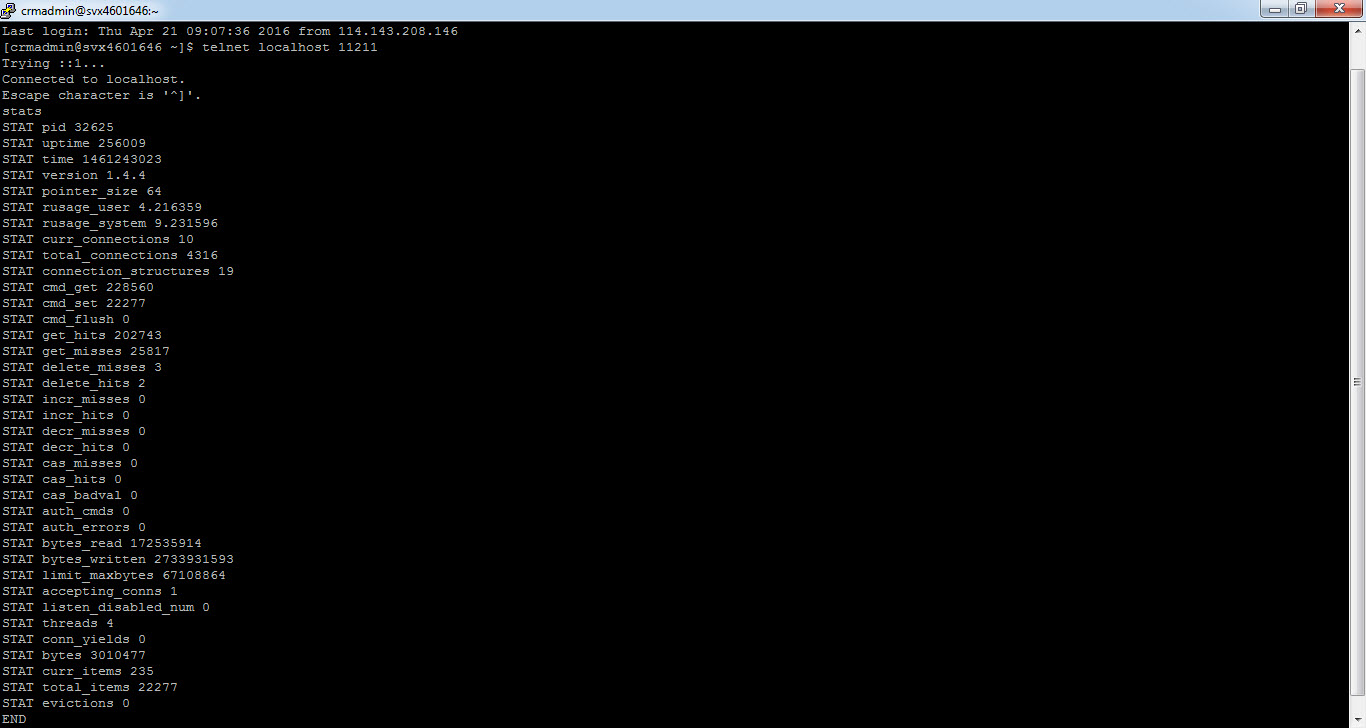 crmadmin@svx4601646:~
Last login: Thu Apr 21 09:07:36 2016 from 114.143.208.146
[crmadmin@svx4601646 ~]$ telnet localhost 11211
Trying ::1...
Connected to localhost.
Escape character is '^]'.
stats
STAT pid 32625
STAT uptime 256009
STAT time 1461243023
STAT version 1.4.4
STAT pointer_size 64
STAT rusage_user 4.216359
STAT rusage_system 9.231596
STAT curr_connections 10
STAT total_connections 4316
STAT connection_structures 19
STAT cmd_get 228560
STAT cmd_set 22277
STAT cmd_flush 0
STAT get_hits 202743
STAT get_misses 25817
STAT delete_misses 3
STAT delete_hits 2
STAT incr_misses 0
STAT incr_hits 0
STAT decr_misses 0
STAT decr_hits 0
STAT cas_misses 0
STAT cas_hits 0
STAT cas_badval 0
STAT auth_cmds 0
STAT auth_errors 0
STAT bytes_read 172535914
STAT bytes_written 2733931593
STAT limit_maxbytes 67108864
STAT accepting_conns 1
STAT listen_disabled_num 0
STAT threads 4
STAT conn_yields 0
STAT bytes 3010477
STAT curr_items 235
STAT total_items 22277
STAT evictions 0
END